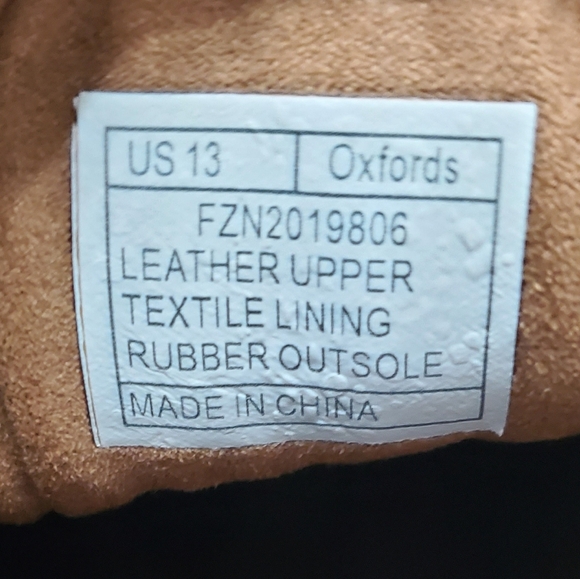 US 13 Oxfords
FZN2019806
LEATHER UPPER
TEXTILE LINING
RUBBER OUTSOLE
MADE IN CHINA